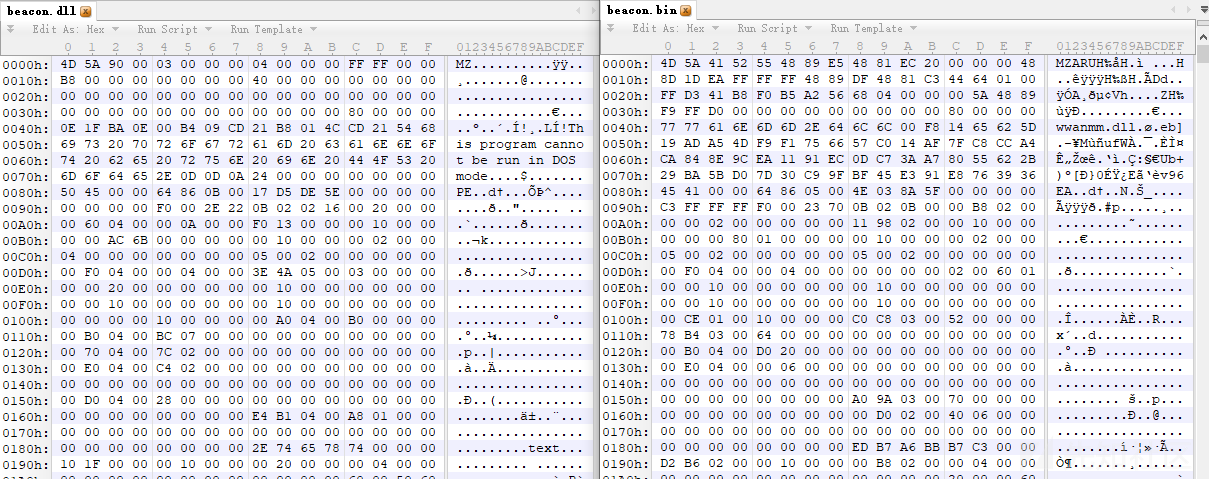 beacon.dll
Edit As: Hex Run Script Run Template
0 1 2 3 4 5 6 7 8 9 A B C D E F 0123456789ABCDEF
0000h: 4D 5A 90 00 03 00 00 00 04 00 00 00 FF FF 00 00 MZ..........ÿÿ..
0010h: B8 00 00 00 00 00 00 00 40 00 00 00 00 00 00 00 ¸.......@.......
0020h: 00 00 00 00 00 00 00 00 00 00 00 00 00 00 00 00 ................
0030h: 00 00 00 00 00 00 00 00 00 00 00 00 80 00 00 00 ............€...
0040h: 0E 1F BA 0E 00 B4 09 CD 21 B8 01 4C CD 21 54 68 ..º..´.Í!¸.LÍ!Th
0050h: 69 73 20 70 72 6F 67 72 61 6D 20 63 61 6E 6E 6F is program canno
0060h: 74 20 62 65 20 72 75 6E 20 69 6E 20 44 4F 53 20 t be run in DOS
0070h: 6D 6F 64 65 2E 0D 0D 0A 24 00 00 00 00 00 00 00 mode....$.......
0080h: 50 45 00 00 64 86 0B 00 17 D5 DE 5E 00 00 00 00 PE..d†...ÕÞ^....
0090h: 00 00 00 00 F0 00 2E 22 0B 02 02 16 00 20 00 00 ....ð.."..... ..
00A0h: 00 60 04 00 00 0A 00 00 F0 13 00 00 00 10 00 00 .`......ð.......
00B0h: 00 00 AC 6B 00 00 00 00 00 10 00 00 00 02 00 00 ..¬k............
00C0h: 04 00 00 00 00 00 00 00 05 00 02 00 00 00 00 00 ................
00D0h: 00 F0 04 00 00 04 00 00 3E 4A 05 00 03 00 00 00 .ð......>J......
00E0h: 00 00 20 00 00 00 00 00 00 10 00 00 00 00 00 00 .. .............
00F0h: 00 00 10 00 00 00 00 00 00 10 00 00 00 00 00 00 ................
0100h: 00 00 00 00 10 00 00 00 00 A0 04 00 B0 00 00 00 ......... ..°...
0110h: 00 B0 04 00 BC 07 00 00 00 00 00 00 00 00 00 00 .°..¼...........
0120h: 00 70 04 00 7C 02 00 00 00 00 00 00 00 00 00 00 .p..|...........
0130h: 00 E0 04 00 C4 02 00 00 00 00 00 00 00 00 00 00 .à..Ä...........
0140h: 00 00 00 00 00 00 00 00 00 00 00 00 00 00 00 00 ................
0150h: 00 D0 04 00 28 00 00 00 00 00 00 00 00 00 00 00 .Ð..(...........
0160h: 00 00 00 00 00 00 00 00 E4 B1 04 00 A8 01 00 00 ........ä±..¨...
0170h: 00 00 00 00 00 00 00 00 00 00 00 00 00 00 00 00 ................
0180h: 00 00 00 00 00 00 00 00 2E 74 65 78 74 00 00 00 .........text...
0190h: 10 1F 00 00 00 10 00 00 00 20 00 00 00 04 00 00 ......... ......
beacon.bin
Edit As: Hex Run Script Run Template
0 1 2 3 4 5 6 7 8 9 A B C D E F 0123456789ABCDEF
0000h: 4D 5A 41 52 55 48 89 E5 48 81 EC 20 00 00 00 48 MZARUH‰åH.ì ...H
0010h: 8D 1D EA FF FF FF 48 89 DF 48 81 C3 44 64 01 00 ..êÿÿÿH‰ßH.ÃDd..
0020h: FF D3 41 B8 F0 B5 A2 56 68 04 00 00 00 5A 48 89 ÿÓA¸ðµ¢Vh....ZH‰
0030h: F9 FF D0 00 00 00 00 00 00 00 00 00 80 00 00 00 ùÿÐ.........€...
0040h: 77 77 61 6E 6D 6D 2E 64 6C 6C 00 F8 14 65 62 5D wwanmm.dll.ø.eb]
0050h: 19 AD A5 4D F9 F1 75 66 57 C0 14 AF 7F C8 CC A4 .-¥MùñufWÀ.¯.ÈÌ¤
0060h: CA 84 8E 9C EA 11 91 EC 0D C7 3A A7 80 55 62 2B Ê„Žœê.‘ì.Ç:§€Ub+
0070h: 29 BA 5B D0 7D 30 C9 9F BF 45 E3 91 E8 76 39 36 )º[Ð}0ÉŸ¿Eã‘èv96
0080h: 45 41 00 00 64 86 05 00 4E 03 8A 5F 00 00 00 00 EA..d†..N.Š_....
0090h: C3 FF FF FF F0 00 23 70 0B 02 0B 00 00 B8 02 00 Ãÿÿÿð.#p.....¸..
00A0h: 00 00 02 00 00 00 00 00 11 98 02 00 00 10 00 00 .........˜......
00B0h: 00 00 00 80 01 00 00 00 00 10 00 00 00 02 00 00 ...€............
00C0h: 05 00 02 00 00 00 00 00 05 00 02 00 00 00 00 00 ................
00D0h: 00 F0 04 00 00 04 00 00 00 00 00 00 02 00 60 01 .ð............`.
00E0h: 00 00 10 00 00 00 00 00 00 10 00 00 00 00 00 00 ................
00F0h: 00 00 10 00 00 00 00 00 00 10 00 00 00 00 00 00 ................
0100h: 00 CE 01 00 10 00 00 00 C0 C8 03 00 52 00 00 00 .Î......ÀÈ..R...
0110h: 78 B4 03 00 64 00 00 00 00 00 00 00 00 00 00 00 x´..d...........
0120h: 00 B0 04 00 D0 20 00 00 00 00 00 00 00 00 00 00 .°..Ð ..........
0130h: 00 E0 04 00 00 06 00 00 00 00 00 00 00 00 00 00 .à..............
0140h: 00 00 00 00 00 00 00 00 00 00 00 00 00 00 00 00 ................
0150h: 00 00 00 00 00 00 00 00 A0 9A 03 00 70 00 00 00 ........ š..p...
0160h: 00 00 00 00 00 00 00 00 00 D0 02 00 40 06 00 00 .........Ð..@...
0170h: 00 00 00 00 00 00 00 00 00 00 00 00 00 00 00 00 ................
0180h: 00 00 00 00 00 00 00 00 ED B7 A6 BB B7 C3 00 00 ........í·¦»·Ã..
0190h: D2 B6 02 00 00 10 00 00 00 B8 02 00 00 04 00 00 Ò¶.......¸......